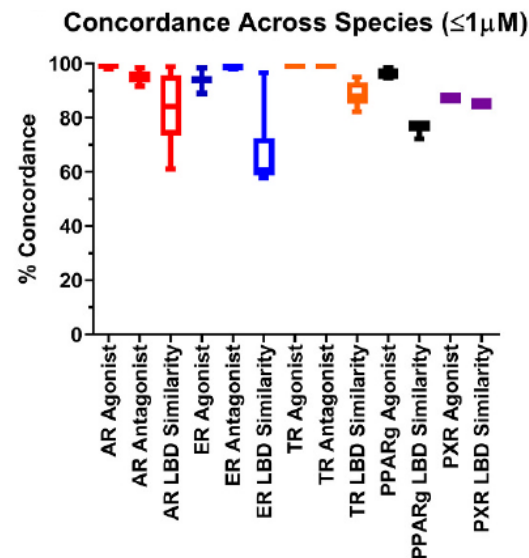 Concordance Across Species (≤1μM)
% Concordance
100
80
60
40
20
0
AR Agonist
AR Antagonist
AR LBD Similarity
ER Agonist
ER Antagonist
ER LBD Similarity
TR Agonist
TR Antagonist
TR LBD Similarity
PPARg Agonist
PPARg LBD Similarity
PXR Agonist
PXR LBD Similarity